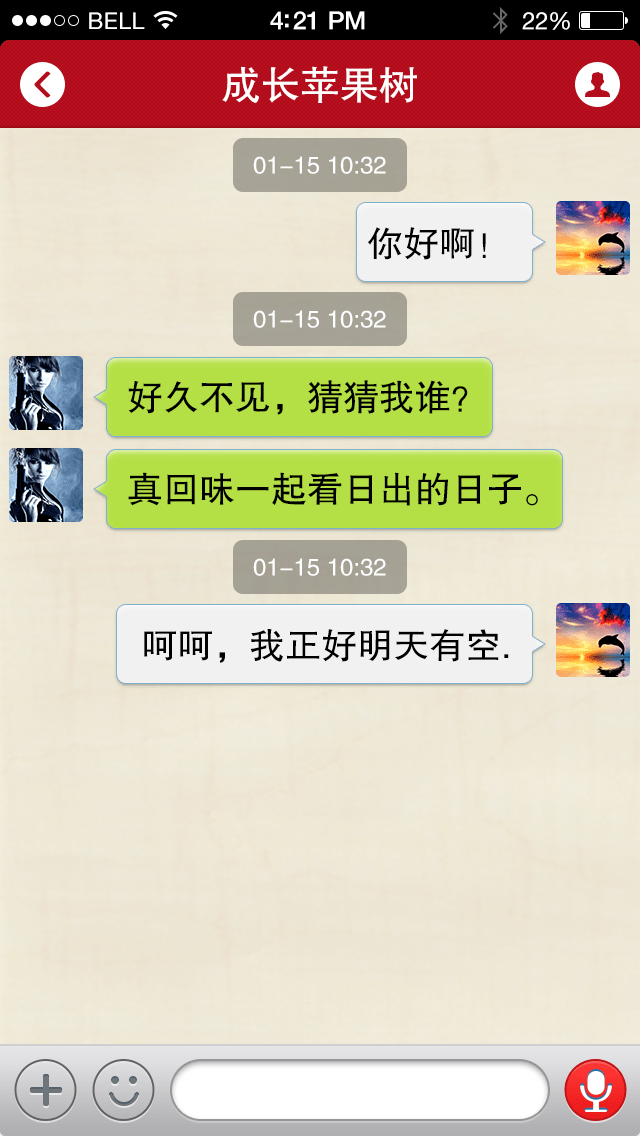 BELL 4:21 PM 22%
成长苹果树
01-15 10:32
你好啊!
01-15 10:32
好久不见，猜猜我谁?
真回味一起看日出的日子。
01-15 10:32
呵呵，我正好明天有空.